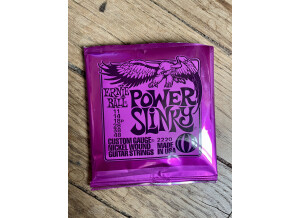 ERNIE BALL
POWER SLINKY
11
14
18p
28
38
48
CUSTOM GAUGE
NICKEL WOUND
GUITAR STRINGS
2220
MADE
IN USA